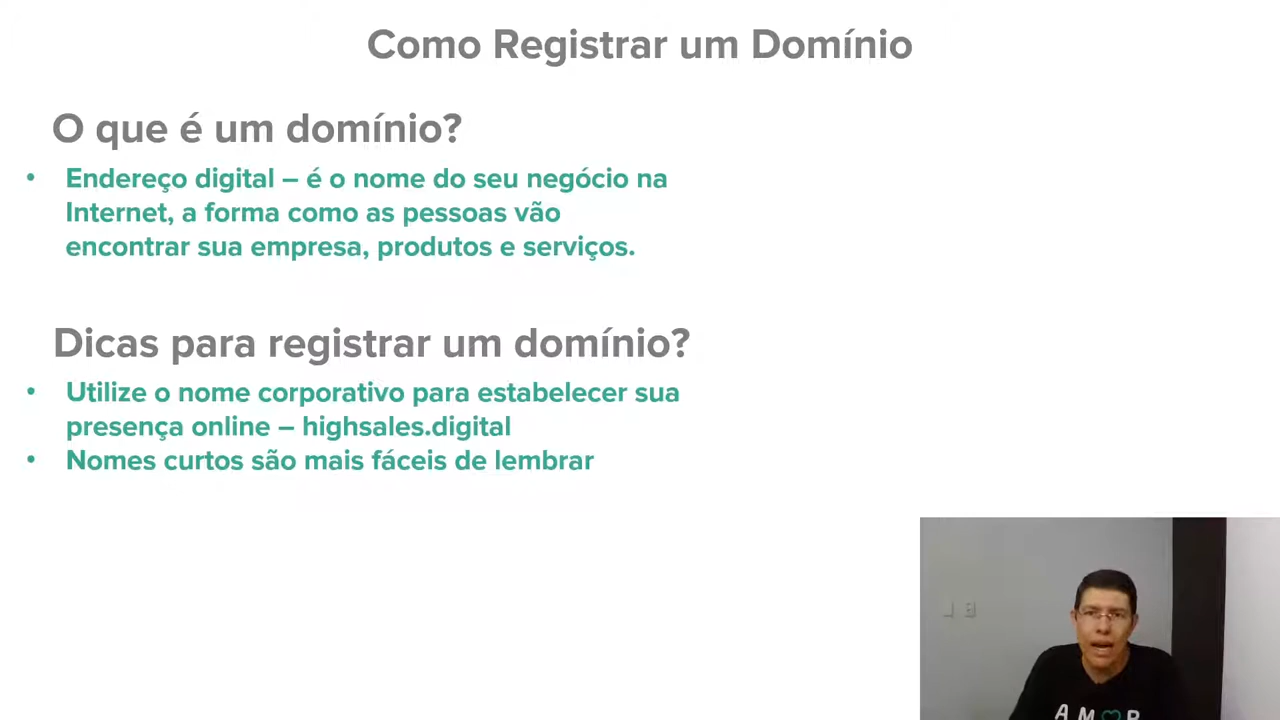 Como Registrar um Domínio
O que é um domínio?
• Endereço digital – é o nome do seu negócio na
Internet, a forma como as pessoas vão
encontrar sua empresa, produtos e serviços.
Dicas para registrar um domínio?
• Utilize o nome corporativo para estabelecer sua
presença online – highsales.digital
• Nomes curtos são mais fáceis de lembrar